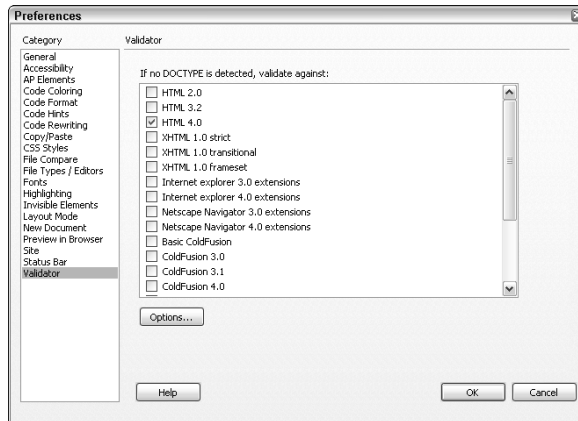 Preferences
Category
Validator
General
Accessibility
AP Elements
Code Coloring
Code Format
Code Hints
Code Rewriting
Copy/Paste
CSS Styles
File Compare
File Types / Editors
Fonts
Highlighting
Invisible Elements
Layout Mode
New Document
Preview in Browser
Site
Status Bar
Validator
If no DOCTYPE is detected, validate against:
HTML 2.0
HTML 3.2
HTML 4.0
XHTML 1.0 strict
XHTML 1.0 transitional
XHTML 1.0 frameset
Internet explorer 3.0 extensions
Internet explorer 4.0 extensions
Netscape Navigator 3.0 extensions
Netscape Navigator 4.0 extensions
Basic ColdFusion
ColdFusion 3.0
ColdFusion 3.1
ColdFusion 4.0
Options...
Help
OK
Cancel